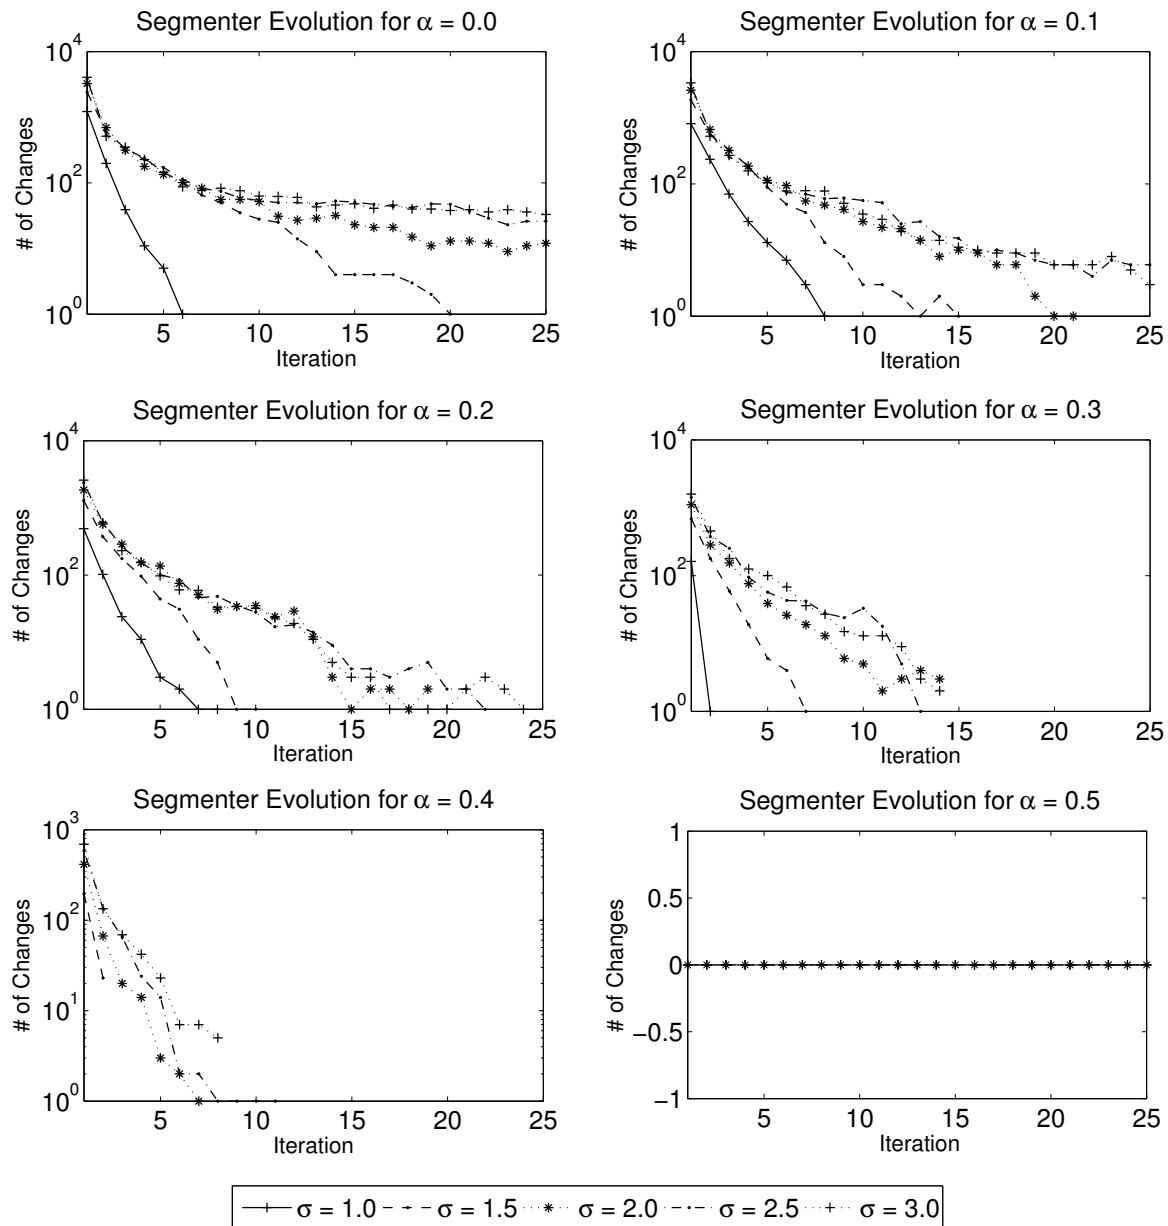 Segmenter Evolution for α = 0.0
10^4
10^2
10^0
# of Changes
5 10 15 20 25
Iteration
Segmenter Evolution for α = 0.1
10^4
10^2
10^0
# of Changes
5 10 15 20 25
Iteration
Segmenter Evolution for α = 0.2
10^4
10^2
10^0
# of Changes
5 10 15 20 25
Iteration
Segmenter Evolution for α = 0.3
10^4
10^2
10^0
# of Changes
5 10 15 20 25
Iteration
Segmenter Evolution for α = 0.4
10^3
10^2
10^1
10^0
# of Changes
5 10 15 20 25
Iteration
Segmenter Evolution for α = 0.5
1
0.5
0
−0.5
−1
# of Changes
5 10 15 20 25
Iteration
σ = 1.0 σ = 1.5 σ = 2.0 σ = 2.5 σ = 3.0